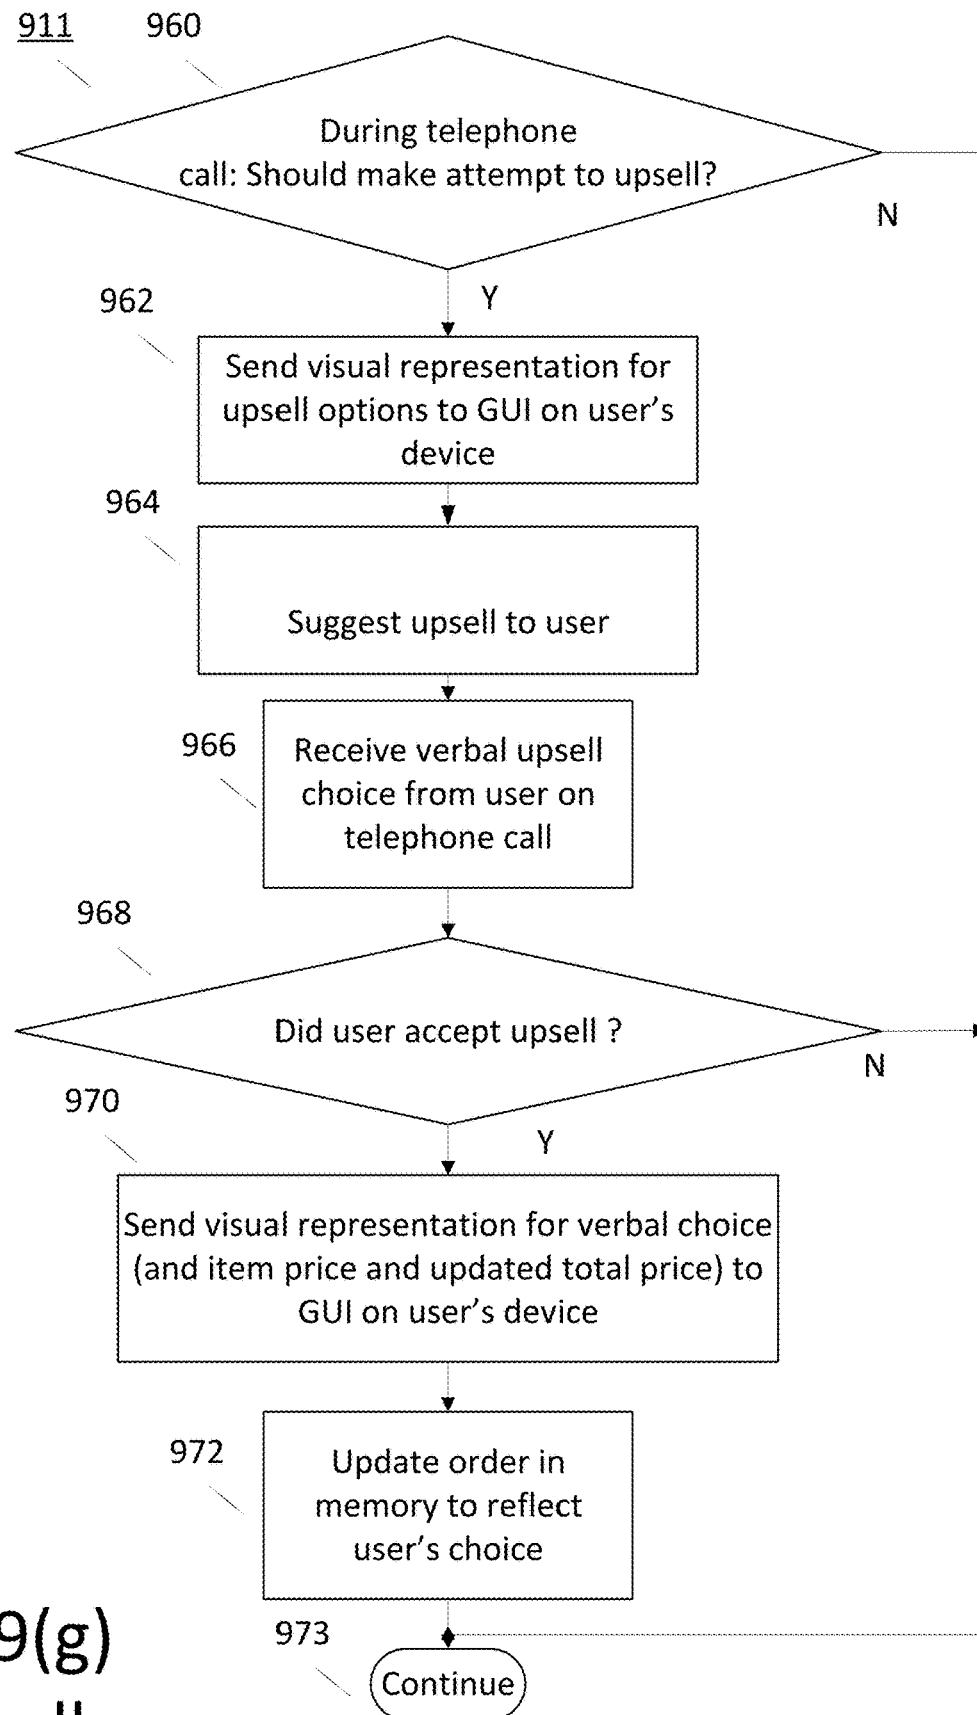 911
960
During telephone
call: Should make attempt to upsell?
N
Y
962
Send visual representation for
upsell options to GUI on user's
device
964
Suggest upsell to user
966
Receive verbal upsell
choice from user on
telephone call
968
Did user accept upsell ?
N
Y
970
Send visual representation for verbal choice
(and item price and updated total price) to
GUI on user's device
972
Update order in
memory to reflect
user's choice
9(g)
973
Continue